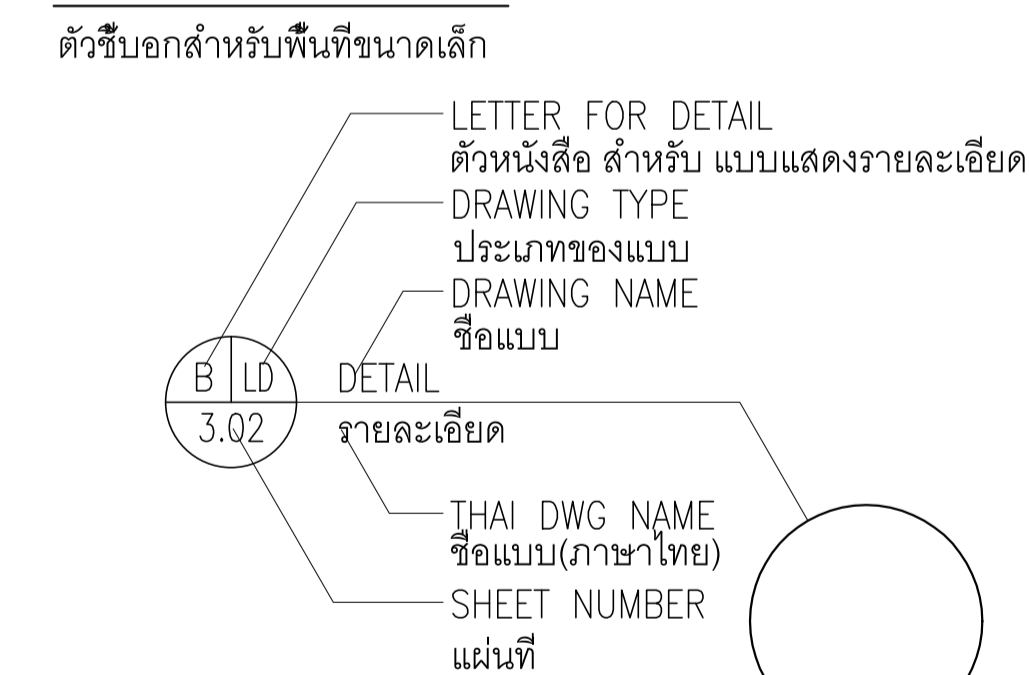 ตัวชี้บอกสำหรับพื้นที่ขนาดเล็ก
LETTER FOR DETAIL
ตัวหนังสือ สำหรับ แบบแสดงรายละเอียด
DRAWING TYPE
ประเภทของแบบ
DRAWING NAME
ชื่อแบบ
B LD DETAIL
3.02 รายละเอียด
THAI DWG NAME
ชื่อแบบ(ภาษาไทย)
SHEET NUMBER
แผ่นที่